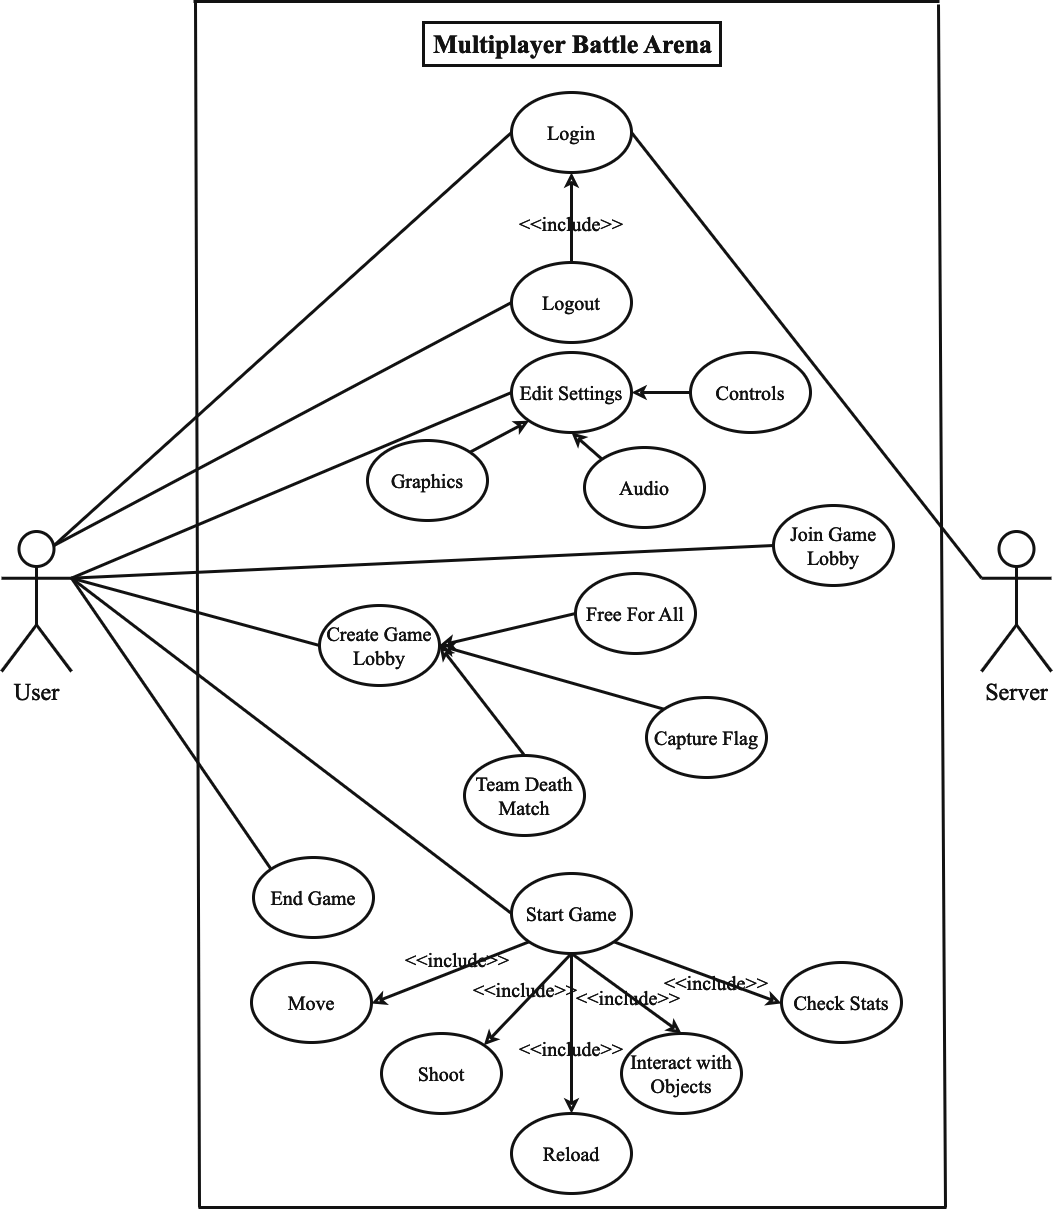 Multiplayer Battle Arena
Login
<<include>>
Logout
Edit Settings
Controls
Graphics
Audio
Join Game
Lobby
Free For All
Create Game
Lobby
User
Server
Capture Flag
Team Death
Match
End Game
Start Game
<<include>>
<<include>>
<<include>>
<<include>>
Move
Check Stats
<<include>>
Shoot
Interact with
Objects
Reload